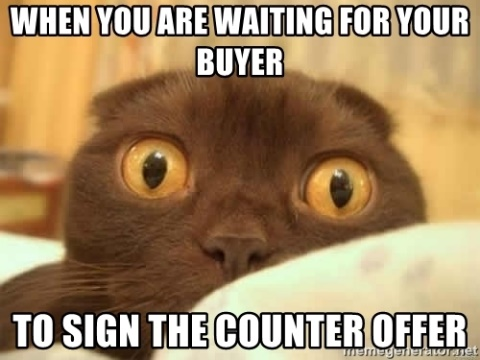 WHEN YOU ARE WAITING FOR YOUR
BUYER
TO SIGN THE COUNTER OFFER
memegenerator.net